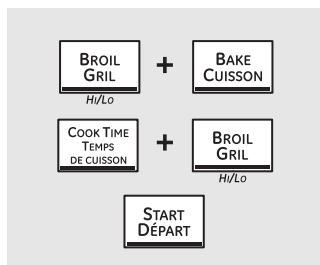 BROIL + BAKE
GRIL CUISSON
HI/LO
COOK TIME
TEMPS + BROIL
DE CUISSON GRIL
HI/LO
START
DÉPART